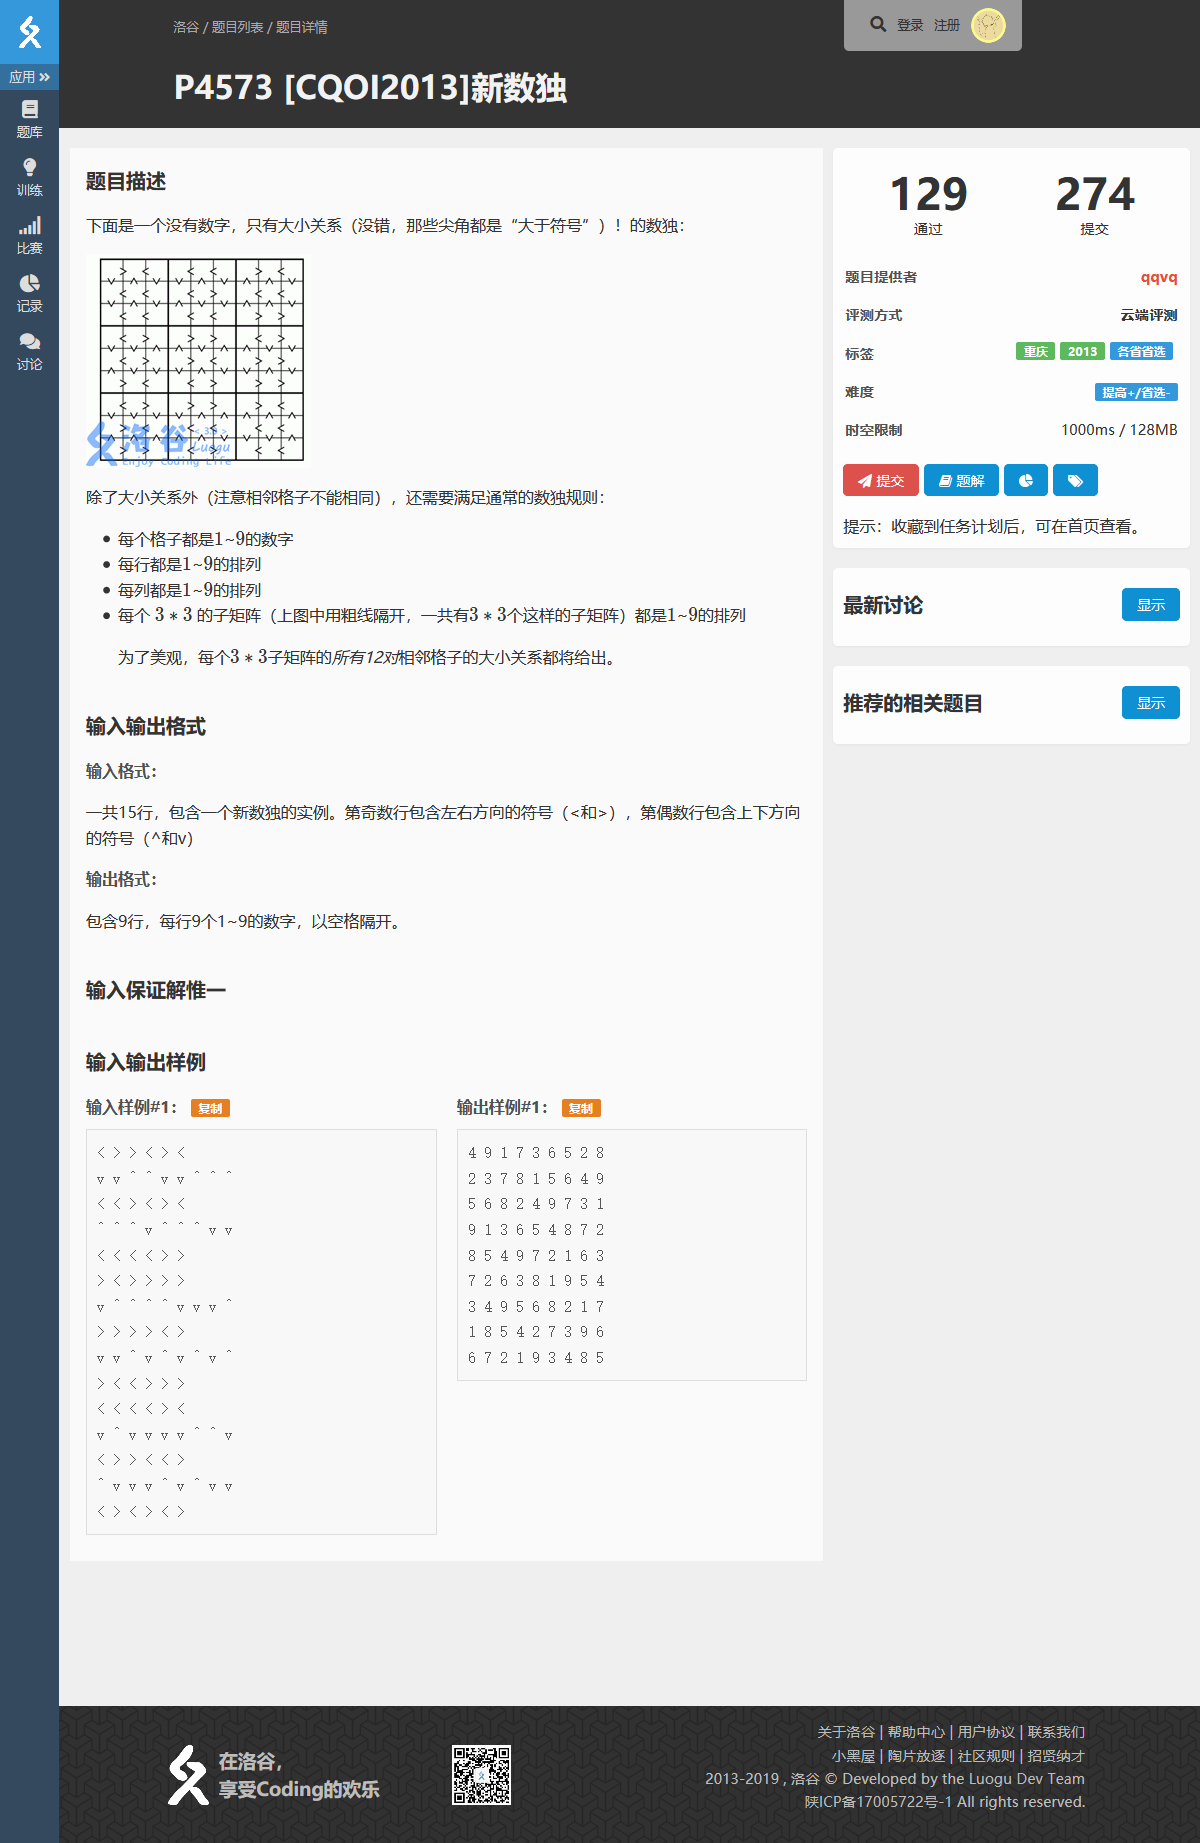 洛谷 / 题目列表 / 题目详情
登录 注册
P4573 [CQOI2013]新数独
应用
题库
训练
比赛
记录
讨论
题目描述
下面是一个没有数字，只有大小关系（没错，那些尖角都是“大于符号”）！的数独：
洛谷
< 3.0 >
Luogu
Enjoy Coding Life
除了大小关系外（注意相邻格子不能相同），还需要满足通常的数独规则：
每个格子都是1~9的数字
每行都是1~9的排列
每列都是1~9的排列
每个 3 * 3 的子矩阵（上图中用粗线隔开，一共有3 * 3个这样的子矩阵）都是1~9的排列
为了美观，每个3 * 3子矩阵的所有12对相邻格子的大小关系都将给出。
输入输出格式
输入格式：
一共15行，包含一个新数独的实例。第奇数行包含左右方向的符号（<和>），第偶数行包含上下方向
的符号（^和v）
输出格式：
包含9行，每行9个1~9的数字，以空格隔开。
输入保证解惟一
输入输出样例
输入样例#1： 复制
< > > < > <
v v ^ ^ v v ^ ^ ^
< < > < > <
^ ^ ^ v ^ ^ ^ v v
< < < < > >
> < > > > >
v ^ ^ ^ ^ v v v ^
> > > > < >
v v ^ v ^ v ^ v ^
> < < > > >
< < < < > <
v ^ v v v v ^ ^ v
< > > < < >
^ v v v ^ v ^ v v
< > < > < >
输出样例#1： 复制
4 9 1 7 3 6 5 2 8
2 3 7 8 1 5 6 4 9
5 6 8 2 4 9 7 3 1
9 1 3 6 5 4 8 7 2
8 5 4 9 7 2 1 6 3
7 2 6 3 8 1 9 5 4
3 4 9 5 6 8 2 1 7
1 8 5 4 2 7 3 9 6
6 7 2 1 9 3 4 8 5
129 274
通过 提交
题目提供者 qqvq
评测方式 云端评测
标签 重庆 2013 各省省选
难度 提高+/省选-
时空限制 1000ms / 128MB
提交 题解
提示：收藏到任务计划后，可在首页查看。
最新讨论 显示
推荐的相关题目 显示
在洛谷，
享受Coding的欢乐
关于洛谷 | 帮助中心 | 用户协议 | 联系我们
小黑屋 | 陶片放逐 | 社区规则 | 招贤纳才
2013-2019 , 洛谷 © Developed by the Luogu Dev Team
陕ICP备17005722号-1 All rights reserved.